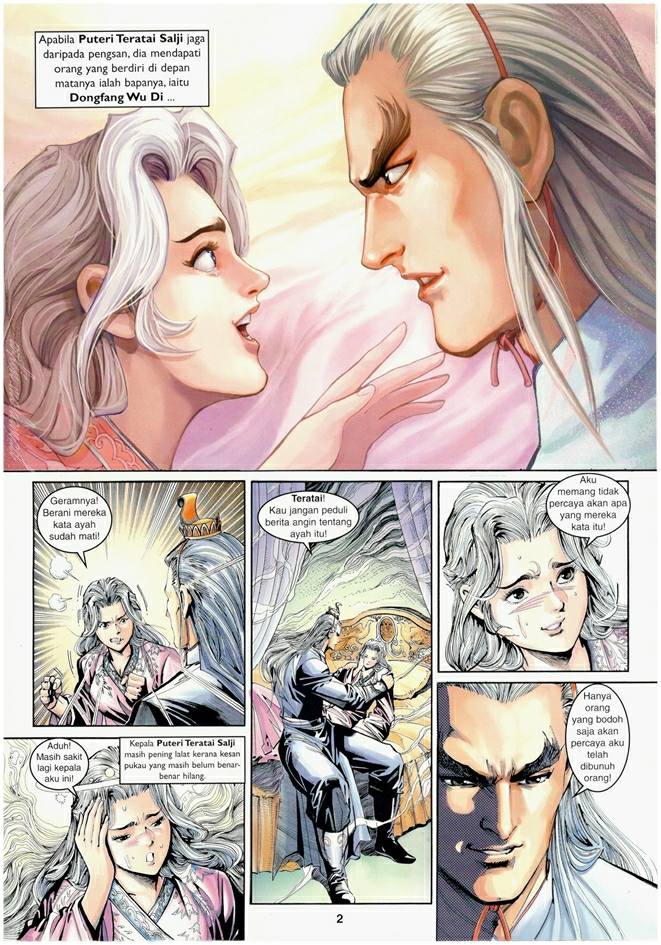 Apabila Puteri Teratai Salji jaga
daripada pengsan, dia mendapati
orang yang berdiri di depan
matanya ialah bapanya, iaitu
Dongfang Wu Di ...
Geramnya!
Berani mereka
kata ayah
sudah mati!
Teratai!
Kau jangan peduli
berita angin tentang
ayah itu!
Aku
memang tidak
percaya akan apa
yang mereka
kata itu!
Aduh!
Masih sakit
lagi kepala
aku ini!
Kepala Puteri Teratai Salji
masih pening lalat kerana kesan
pukau yang masih belum benar-
benar hilang.
Hanya
orang
yang bodoh
saja akan
percaya aku
telah
dibunuh
orang!
2